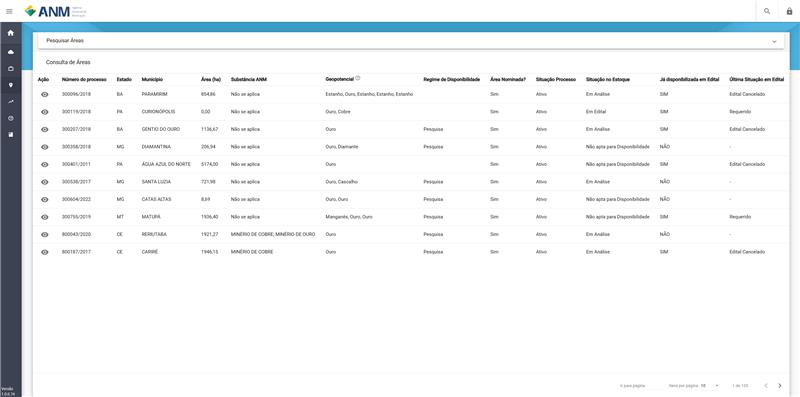 ANM Agência Nacional de Mineração
Pesquisar Áreas
Consulta de Áreas
Ação Número do processo Estado Município Área (ha) Substância ANM Geopotencial Regime de Disponibilidade Área Nominada? Situação Processo Situação no Estoque Já disponibilizada em Edital Última Situação em Edital
300096/2018 BA PARAMIRIM 854,86 Não se aplica Estanho, Ouro, Estanho, Estanho, Estanho Sim Ativo Em Análise SIM Edital Cancelado
300119/2018 PA CURIONÓPOLIS 0,00 Não se aplica Ouro, Cobre Sim Ativo Em Edital SIM Requerido
300207/2018 BA GENTIO DO OURO 1136,67 Não se aplica Ouro Pesquisa Sim Ativo Em Análise SIM Edital Cancelado
300358/2018 MG DIAMANTINA 206,94 Não se aplica Ouro, Diamante Pesquisa Sim Ativo Não apta para Disponibilidade NÃO -
300401/2011 PA ÁGUA AZUL DO NORTE 5174,00 Não se aplica Ouro Sim Ativo Não apta para Disponibilidade SIM Edital Cancelado
300538/2017 MG SANTA LUZIA 721,98 Não se aplica Ouro, Cascalho Pesquisa Sim Ativo Em Análise NÃO -
300604/2022 MG CATAS ALTAS 8,69 Não se aplica Ouro, Ouro Pesquisa Sim Ativo Não apta para Disponibilidade NÃO -
300755/2019 MT MATUPÁ 1936,40 Não se aplica Manganês, Ouro, Ouro Pesquisa Sim Ativo Não apta para Disponibilidade SIM Requerido
800043/2020 CE RERIUTABA 1921,27 MINÉRIO DE COBRE; MINÉRIO DE OURO Ouro Pesquisa Sim Ativo Em Análise NÃO -
800187/2017 CE CARIRÉ 1946,15 MINÉRIO DE COBRE Ouro Pesquisa Sim Ativo Em Análise SIM Edital Cancelado
Ir para página Itens por página 10 1 de 103
Versão